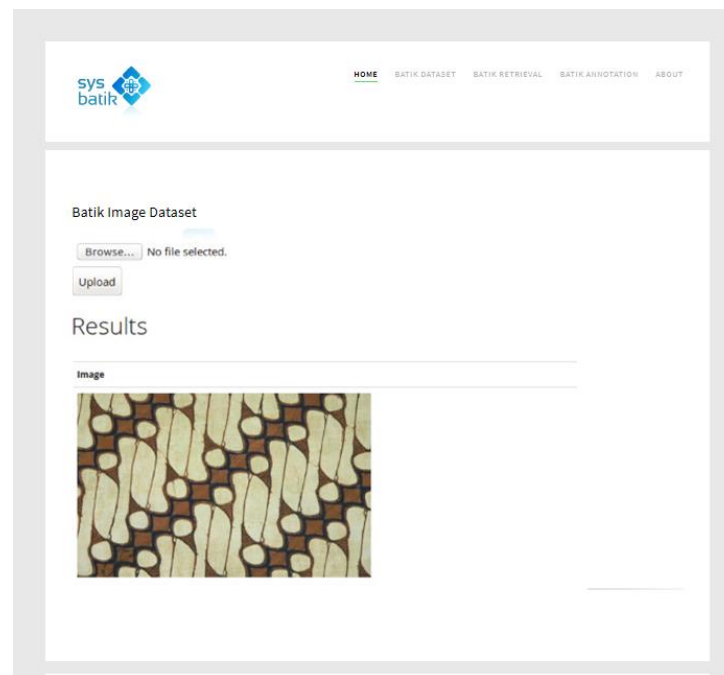 sys
batik
HOME BATIK DATASET BATIK RETRIEVAL BATIK ANNOTATION ABOUT
Batik Image Dataset
Browse... No file selected.
Upload
Results
Image